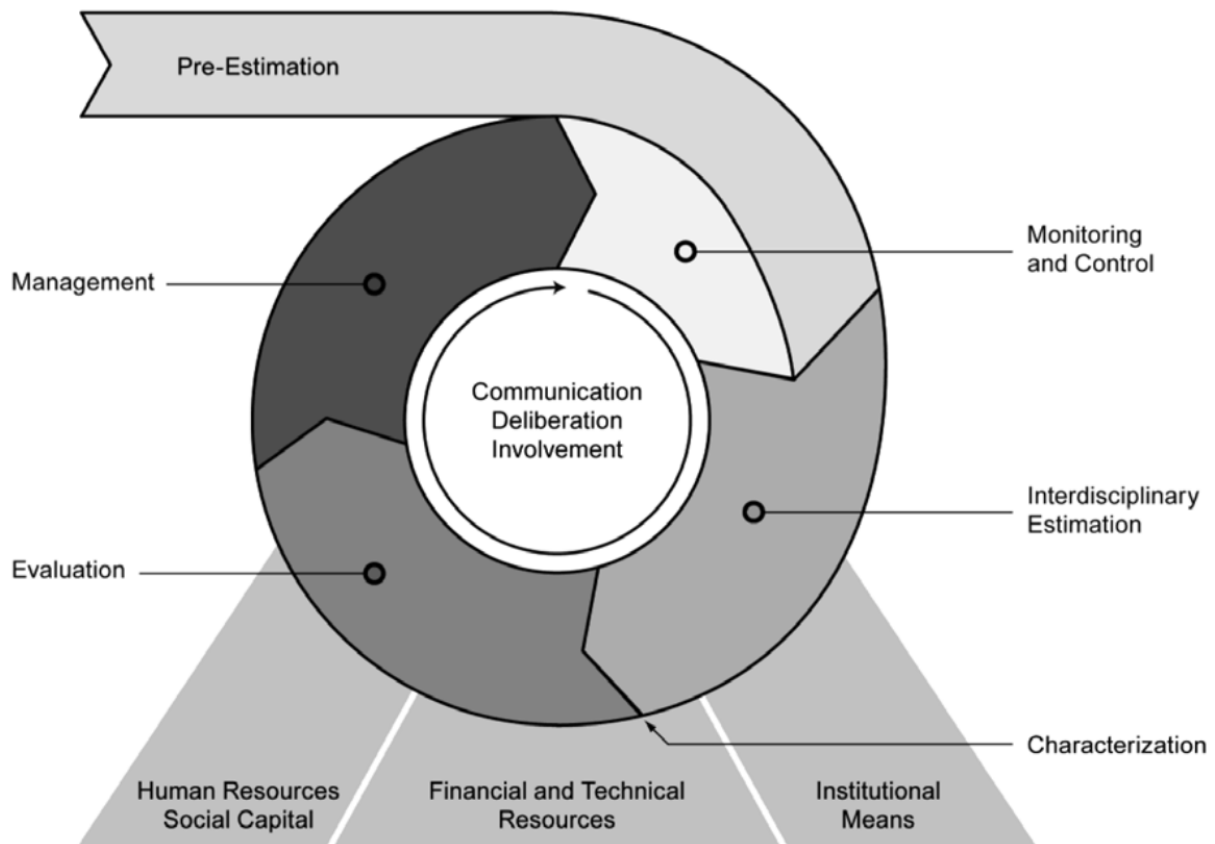 Pre-Estimation
Monitoring
and Control
Management
Communication
Deliberation
Involvement
Interdisciplinary
Estimation
Evaluation
Characterization
Human Resources
Social Capital
Financial and Technical
Resources
Institutional
Means